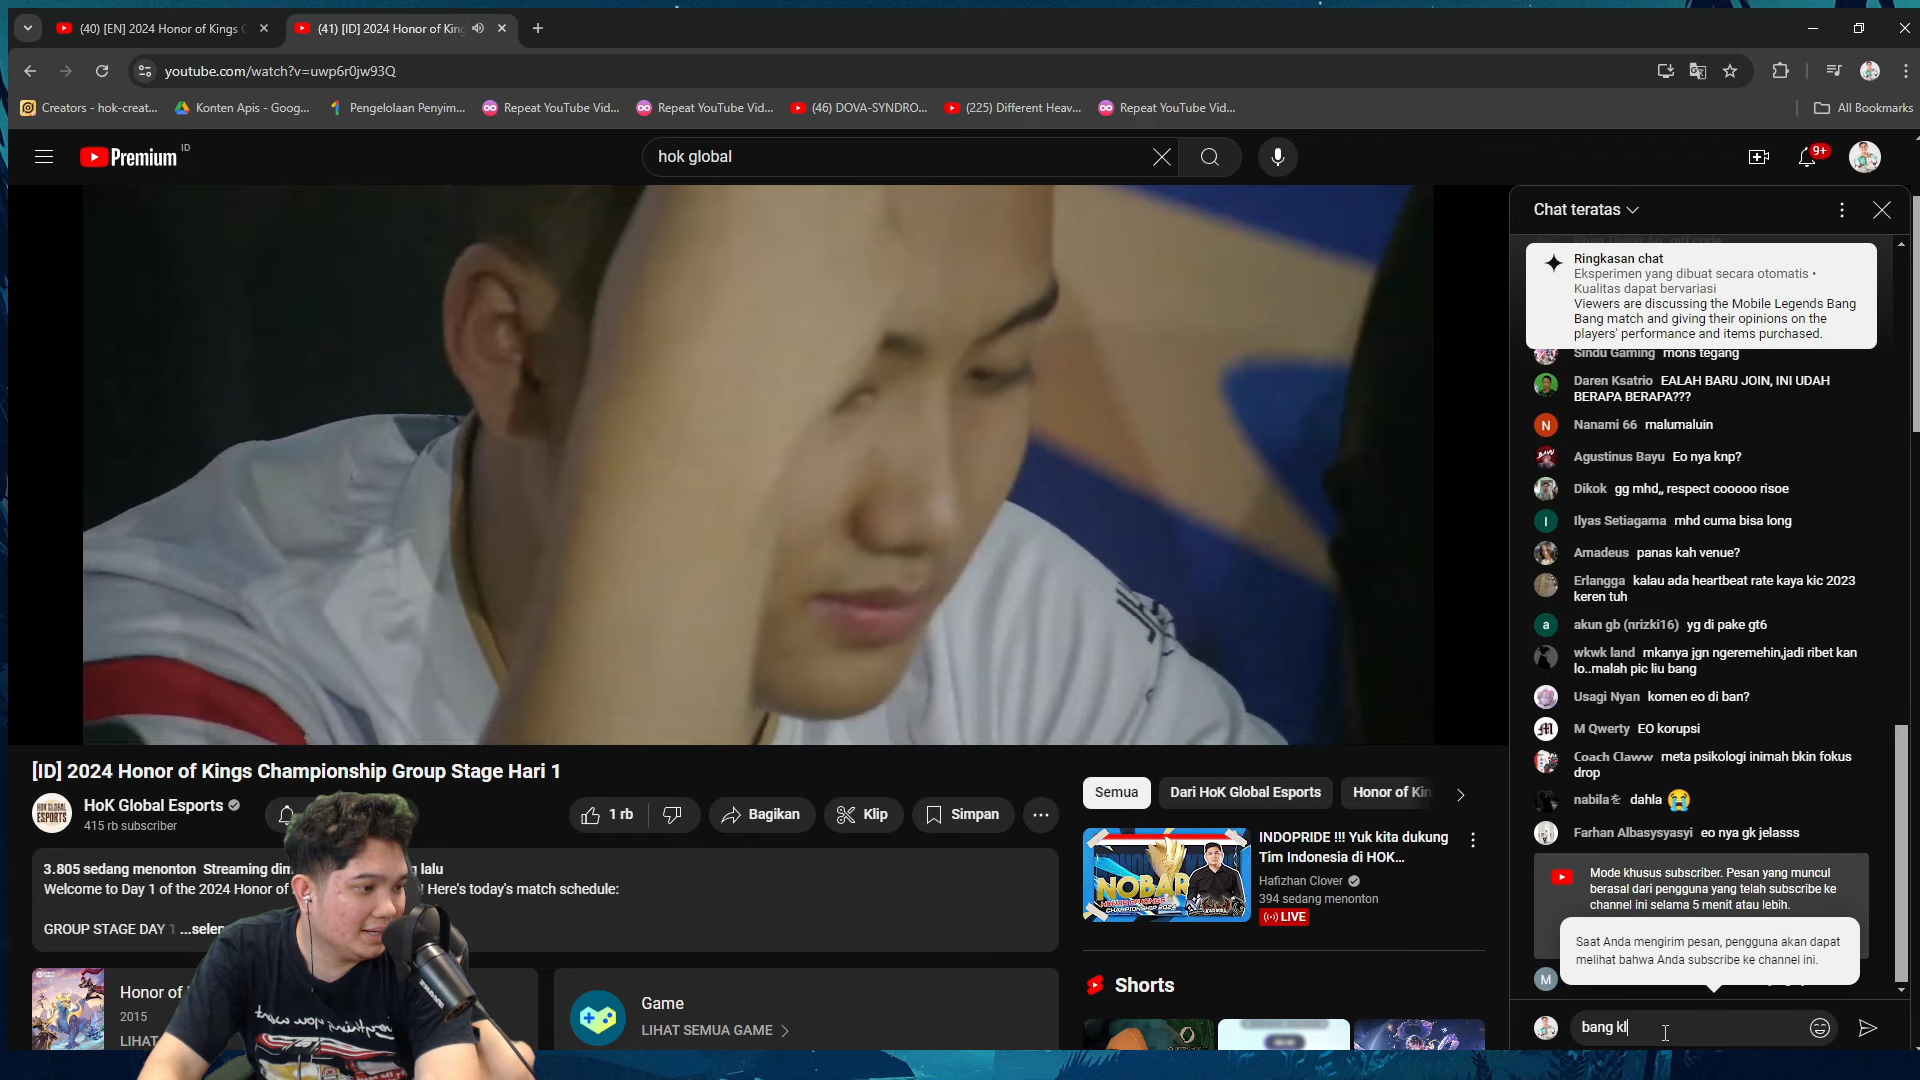 (40) [EN] 2024 Honor of Kings C
(41) [ID] 2024 Honor of King
youtube.com/watch?v=uwp6r0jw93Q
Creators - hok-creat...
Konten Apis - Goog...
Pengelolaan Penyim...
Repeat YouTube Vid...
Repeat YouTube Vid...
(46) DOVA-SYNDRO...
(225) Different Heav...
Repeat YouTube Vid...
All Bookmarks
Premium ID
hok global
9+
Chat teratas
Ringkasan chat
Eksperimen yang dibuat secara otomatis •
Kualitas dapat bervariasi
Viewers are discussing the Mobile Legends Bang
Bang match and giving their opinions on the
players' performance and items purchased.
Sindu Gaming mons tegang
Daren Ksatrio EALAH BARU JOIN, INI UDAH
BERAPA BERAPA???
N Nanami 66 malumaluin
Agustinus Bayu Eo nya knp?
Dikok gg mhd,, respect cooooo risoe
I Ilyas Setiagama mhd cuma bisa long
Amadeus panas kah venue?
Erlangga kalau ada heartbeat rate kaya kic 2023
keren tuh
a akun gb (nrizki16) yg di pake gt6
wkwk land mkanya jgn ngeremehin,jadi ribet kan
lo..malah pic liu bang
Usagi Nyan komen eo di ban?
M Qwerty EO korupsi
Coach Claww meta psikologi inimah bkin fokus
drop
nabilaを dahla 😭
Farhan Albasysyasyi eo nya gk jelasss
Mode khusus subscriber. Pesan yang muncul
berasal dari pengguna yang telah subscribe ke
channel ini selama 5 menit atau lebih.
Saat Anda mengirim pesan, pengguna akan dapat
melihat bahwa Anda subscribe ke channel ini.
M
bang kl
[ID] 2024 Honor of Kings Championship Group Stage Hari 1
HOK GLOBAL
ESPORTS
HoK Global Esports
415 rb subscriber
1 rb
Bagikan
Klip
Simpan
3.805 sedang menonton Streaming dim
lalu
Welcome to Day 1 of the 2024 Honor of
! Here's today's match schedule:
GROUP STAGE DAY 1 ...selen
Honor of
2015
LIHAT
Game
LIHAT SEMUA GAME
Semua
Dari HoK Global Esports
Honor of Kin
NOBAR
INDOPRIDE !!! Yuk kita dukung
Tim Indonesia di HOK...
Hafizhan Clover
394 sedang menonton
LIVE
Shorts